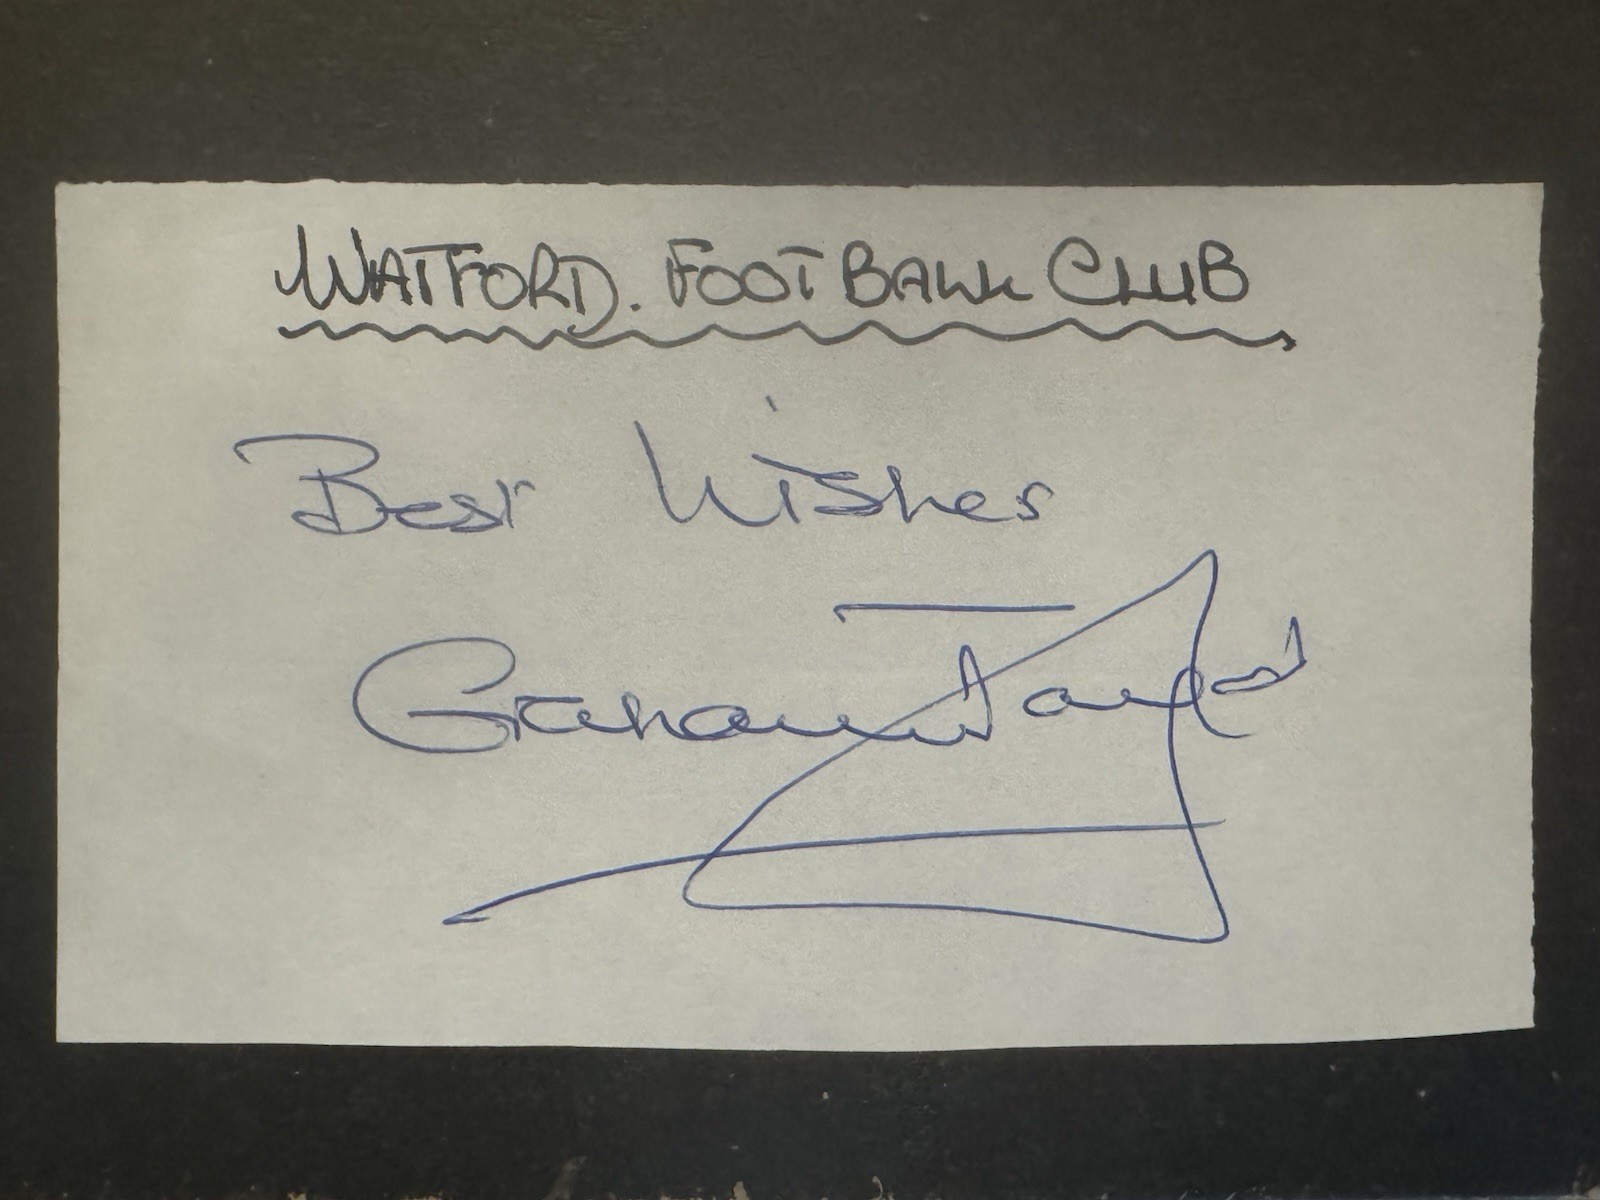 WATFORD. FOOTBALL CLUB
Best Wishes
Graham Taylor